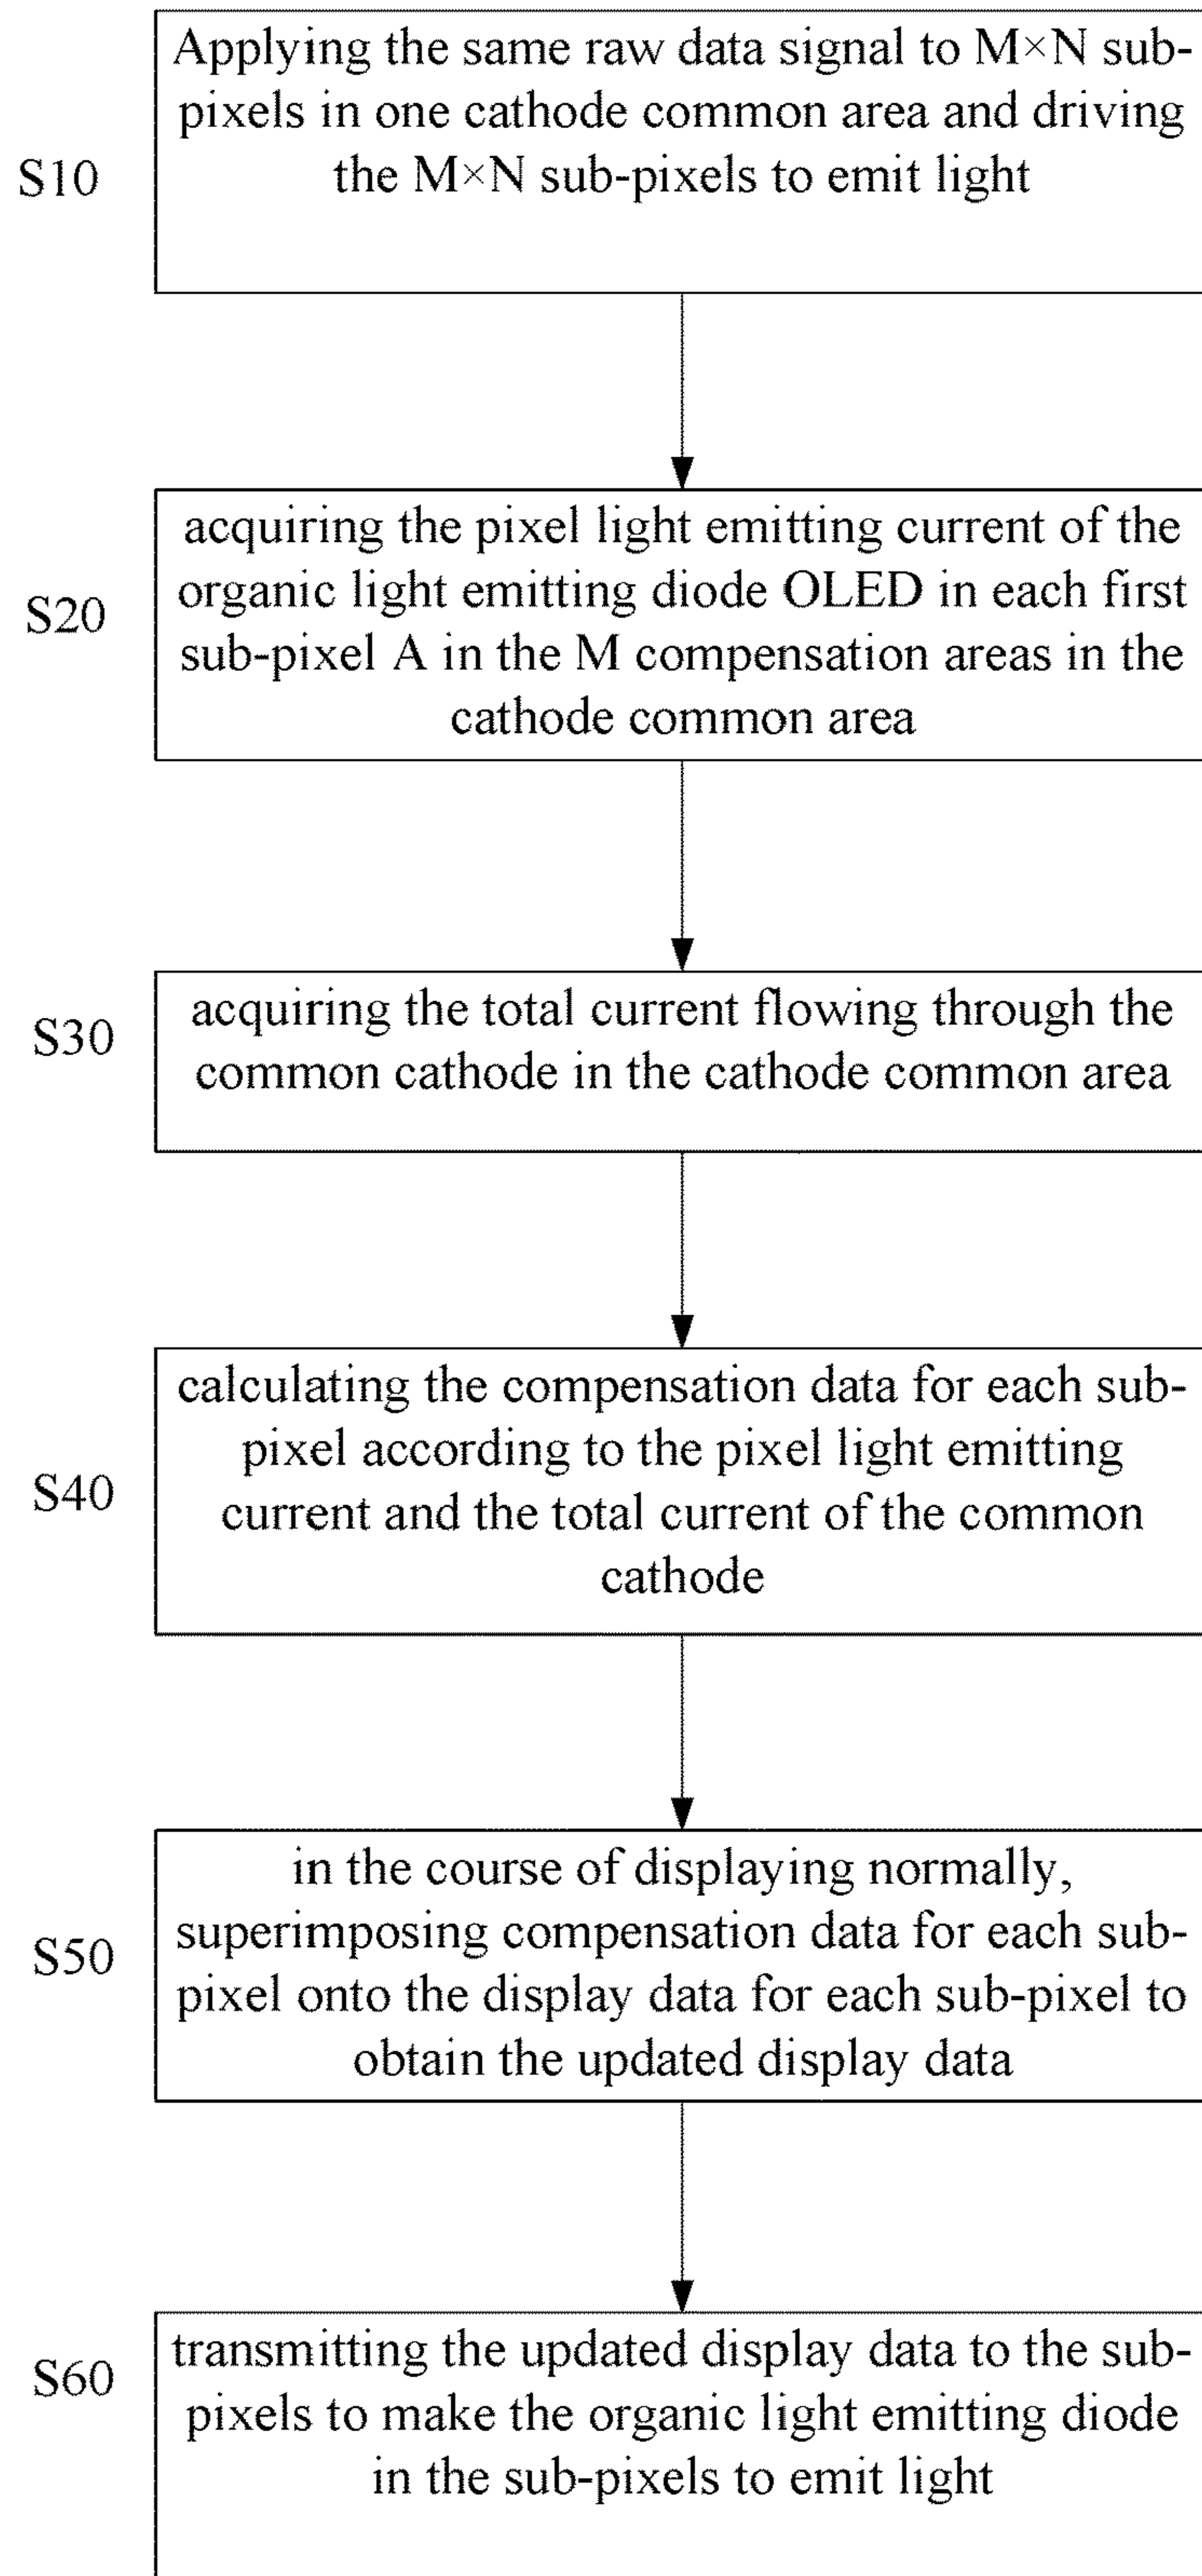 Applying the same raw data signal to M×N sub-
pixels in one cathode common area and driving
the M×N sub-pixels to emit light
S10
acquiring the pixel light emitting current of the
organic light emitting diode OLED in each first
sub-pixel A in the M compensation areas in the
cathode common area
S20
acquiring the total current flowing through the
common cathode in the cathode common area
S30
calculating the compensation data for each sub-
pixel according to the pixel light emitting
current and the total current of the common
cathode
S40
in the course of displaying normally,
superimposing compensation data for each sub-
pixel onto the display data for each sub-pixel to
obtain the updated display data
S50
transmitting the updated display data to the sub-
pixels to make the organic light emitting diode
in the sub-pixels to emit light
S60